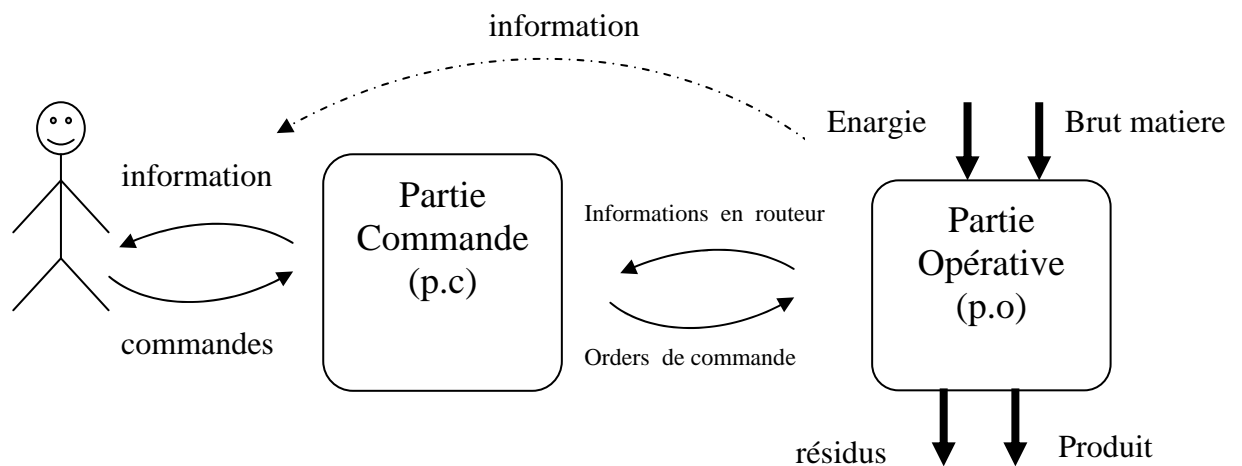 information
Enargie
Brut matiere
information
Partie
Commande
(p.c)
Informations en routeur
Partie
Opérative
(p.o)
commandes
Orders de commande
résidus
Produit